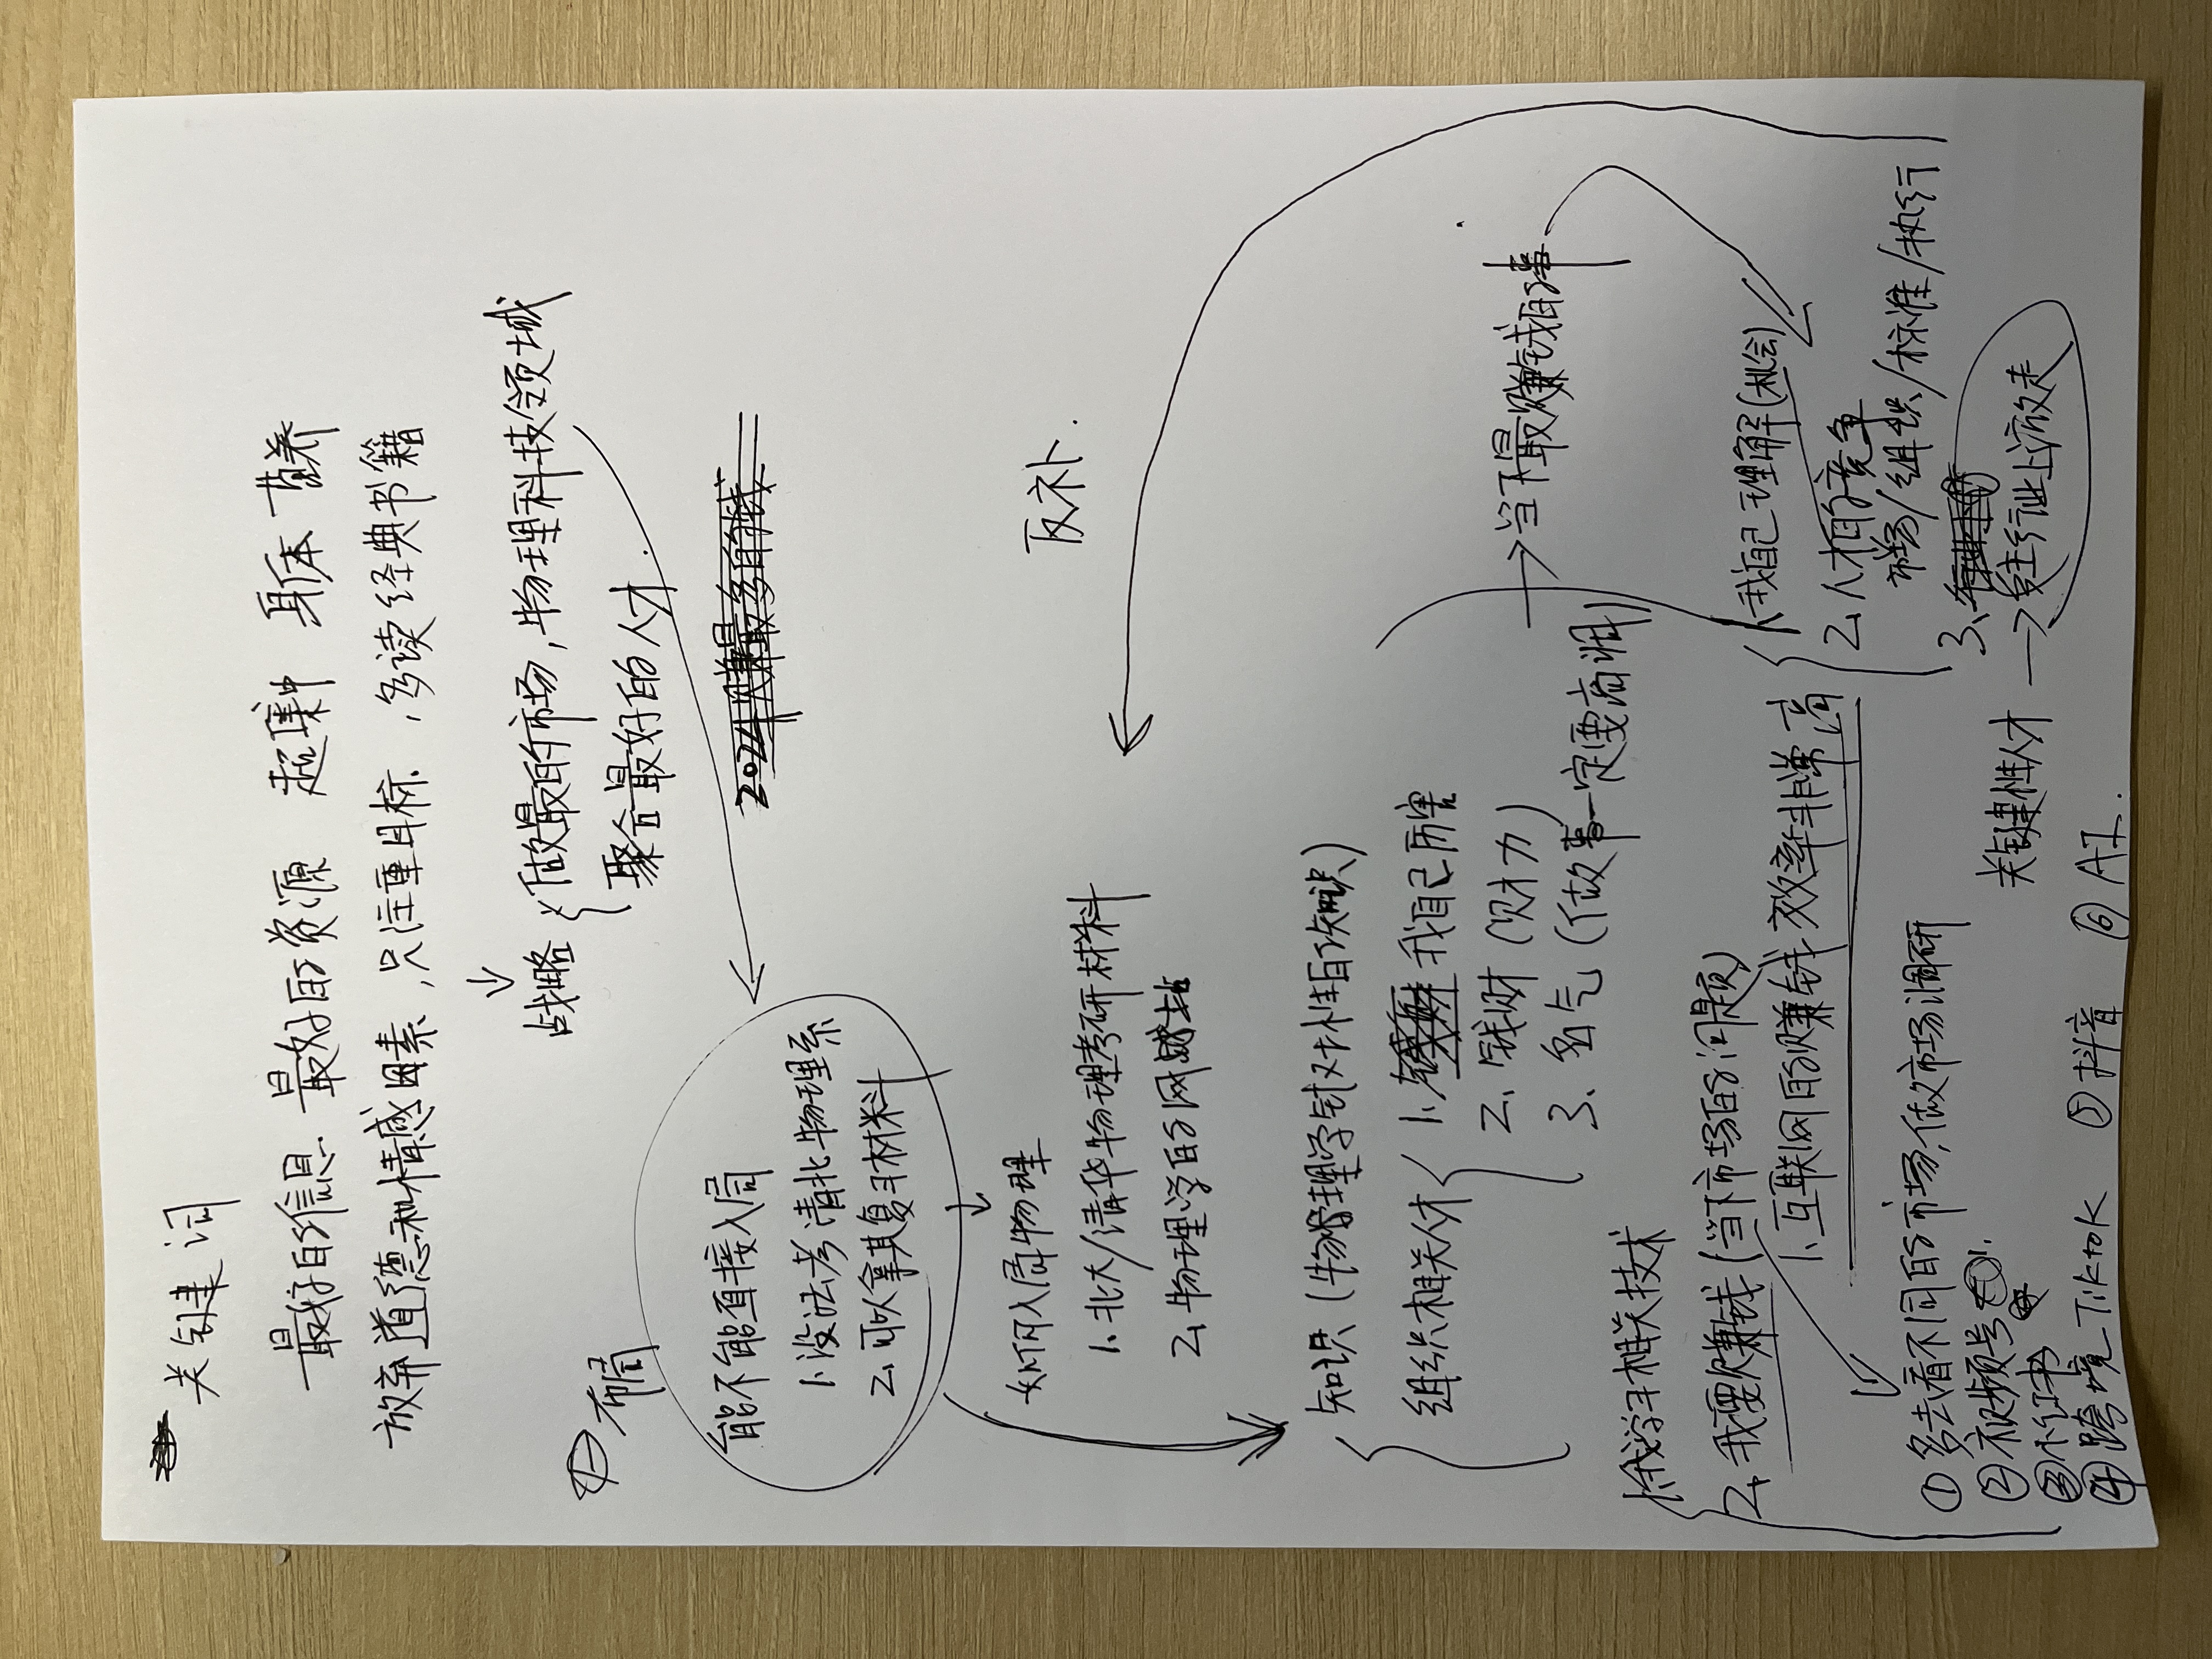 关键词
最好的信息 最好的资源 超集中 身体 营养
放弃道德和情感因素,只注重目标,多读经典书籍
↓
战略 做最的市场,物理科技领域
聚合最好的人才.
布局
2024年赚最多的钱
能不能直接入局
1.没法考清北物理系
2.可以拿其复习材料
如何入局物理
1.北大/清华物理考研材料
2.物理学的网站
反补.
知识(物理学针对性的知识)
组织相关人才
1.我自己厉害
2、钱财(财力)
3、名气(做事一定要高调)
→当下最赚钱的事
1.我学习相关技术
2.我要赚钱(当下市场的问题)
1.互联网的赚钱效率非常高
①多去看不同的市场,做市场调研
②视频号
③小红书
④跨境 Tiktok ⑤抖音 ⑥AI.
1.我自己理解(机会)
2.人才的竞争
市场/组织/标准/执行
3、
关键性人才 → 行业上游走